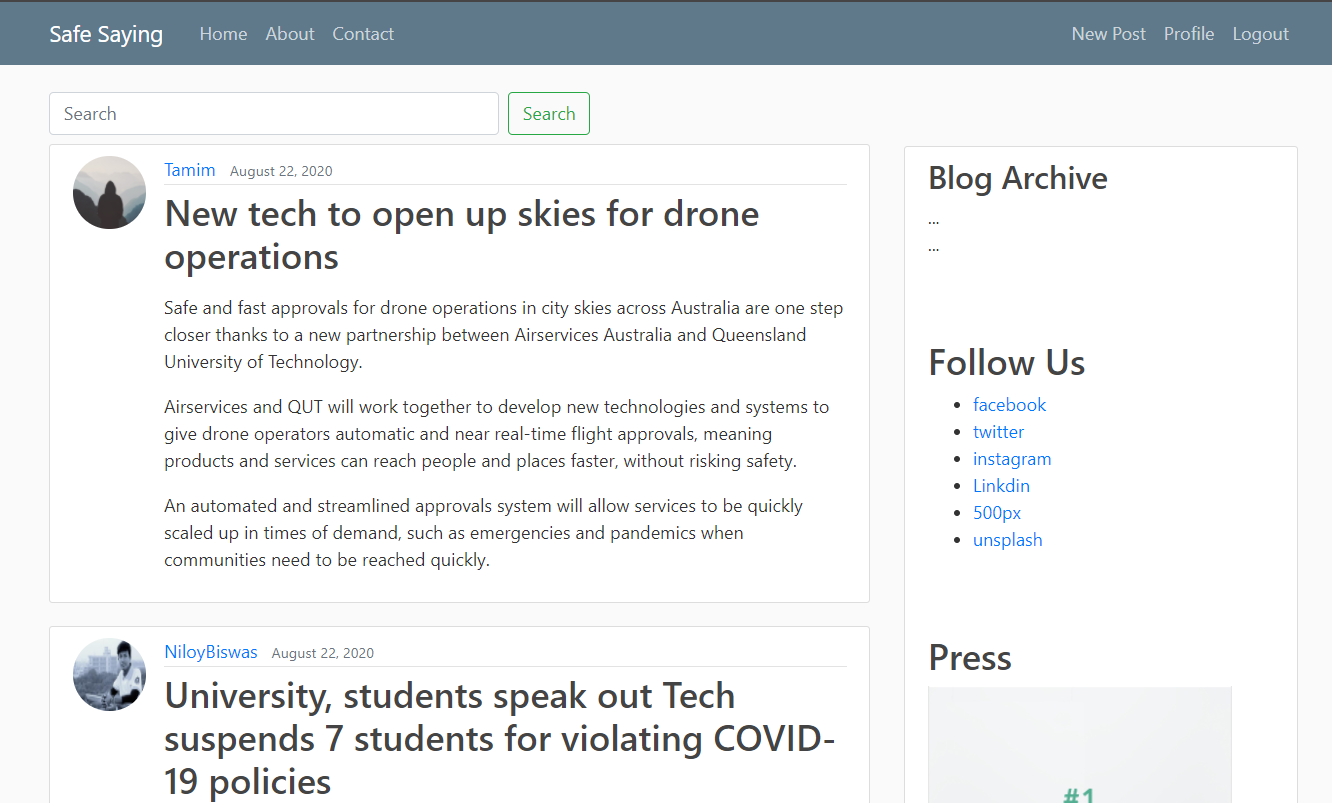 Safe Saying Home About Contact New Post Profile Logout
Search Search
Tamim August 22, 2020
New tech to open up skies for drone
operations
Safe and fast approvals for drone operations in city skies across Australia are one step
closer thanks to a new partnership between Airservices Australia and Queensland
University of Technology.
Airservices and QUT will work together to develop new technologies and systems to
give drone operators automatic and near real-time flight approvals, meaning
products and services can reach people and places faster, without risking safety.
An automated and streamlined approvals system will allow services to be quickly
scaled up in times of demand, such as emergencies and pandemics when
communities need to be reached quickly.
NiloyBiswas August 22, 2020
University, students speak out Tech
suspends 7 students for violating COVID-
19 policies
Blog Archive
...
...
Follow Us
facebook
twitter
instagram
Linkdin
500px
unsplash
Press
#1